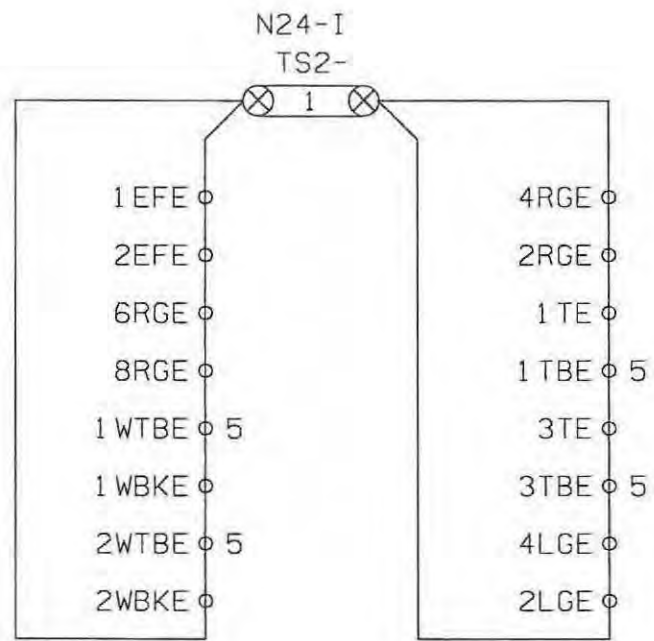 N24-I
TS2-
1
1EFE
2EFE
6RGE
8RGE
1WTBE 5
1WBKE
2WTBE 5
2WBKE
4RGE
2RGE
1TE
1TBE 5
3TE
3TBE 5
4LGE
2LGE